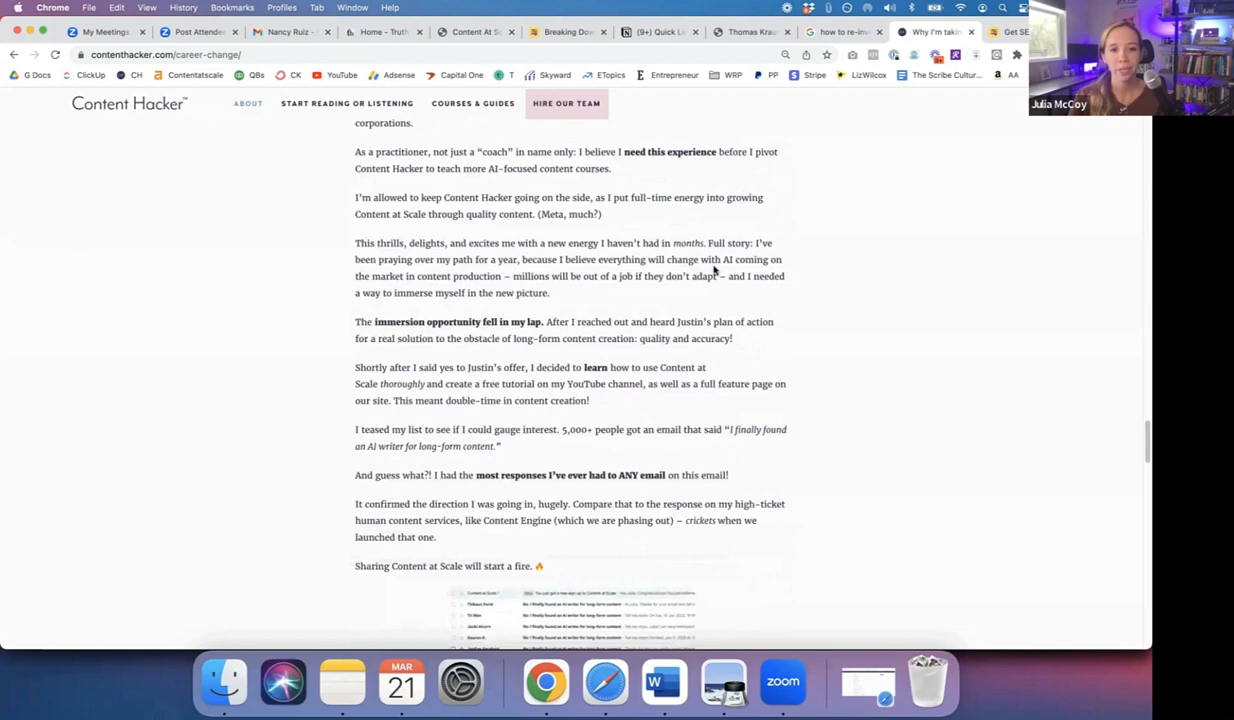 Chrome File Edit View History Bookmarks Profiles Tab Window Help
My Meetings Post Attende Nancy Ruiz - Home - Truth Content At Sc Breaking Dow (9+) Quick L Thomas Krau how to re-inv Why I'm takin Get SE
contenthacker.com/career-change/
G Docs ClickUp CH Contentatscale QBs CK YouTube Adsense Capital One T Skyward ETopics Entrepreneur WRP PP Stripe LizWilcox The Scribe Cultur... AA
Julia McCoy
Content Hacker™ ABOUT START READING OR LISTENING COURSES & GUIDES HIRE OUR TEAM
corporations.
As a practitioner, not just a “coach” in name only: I believe I need this experience before I pivot
Content Hacker to teach more AI-focused content courses.
I’m allowed to keep Content Hacker going on the side, as I put full-time energy into growing
Content at Scale through quality content. (Meta, much?)
This thrills, delights, and excites me with a new energy I haven’t had in months. Full story: I’ve
been praying over my path for a year, because I believe everything will change with AI coming on
the market in content production – millions will be out of a job if they don’t adapt – and I needed
a way to immerse myself in the new picture.
The immersion opportunity fell in my lap. After I reached out and heard Justin’s plan of action
for a real solution to the obstacle of long-form content creation: quality and accuracy!
Shortly after I said yes to Justin’s offer, I decided to learn how to use Content at
Scale thoroughly and create a free tutorial on my YouTube channel, as well as a full feature page on
our site. This meant double-time in content creation!
I teased my list to see if I could gauge interest. 5,000+ people got an email that said “I finally found
an AI writer for long-form content.”
And guess what?! I had the most responses I’ve ever had to ANY email on this email!
It confirmed the direction I was going in, hugely. Compare that to the response on my high-ticket
human content services, like Content Engine (which we are phasing out) – crickets when we
launched that one.
Sharing Content at Scale will start a fire.
MAR
21
zoom